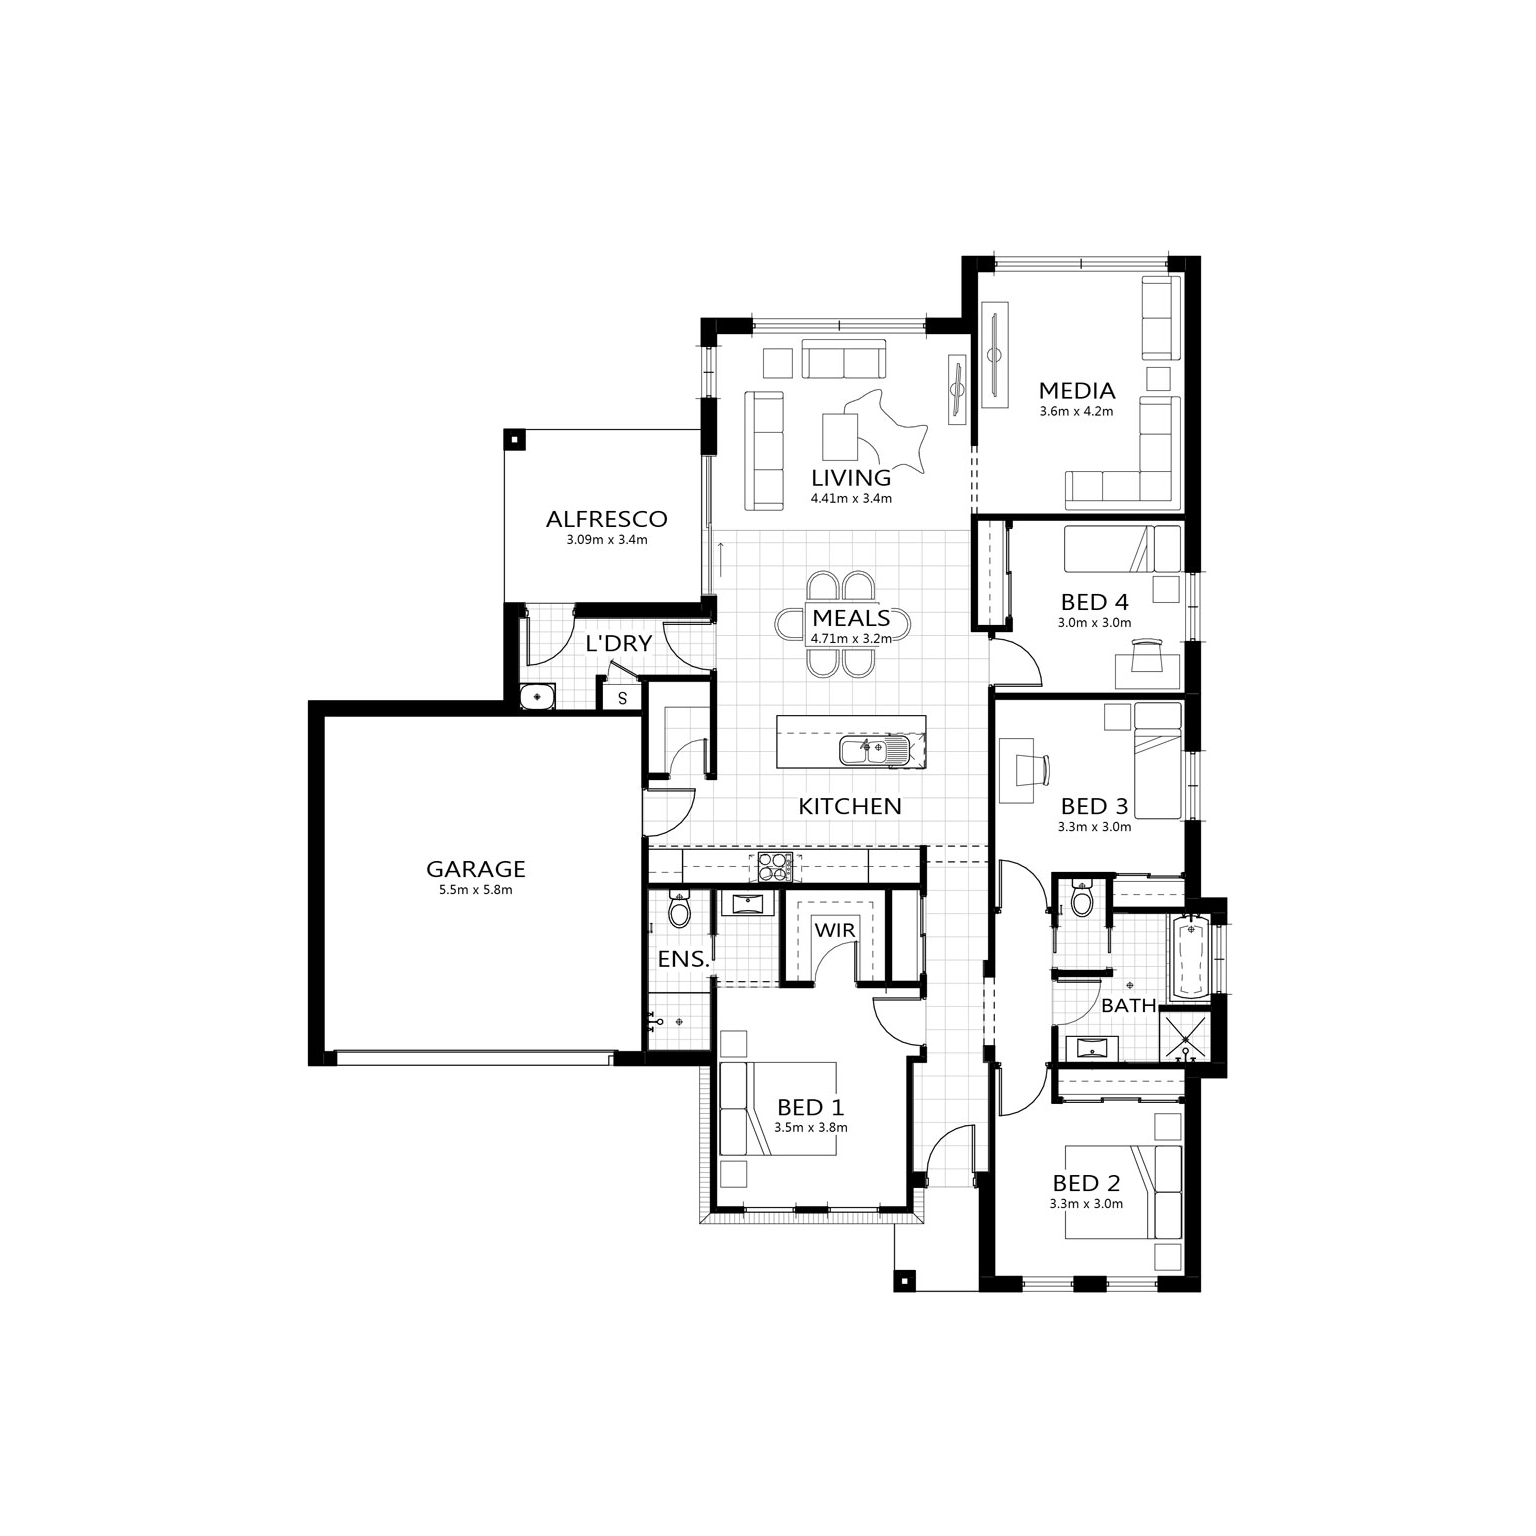 MEDIA
3.6m x 4.2m
LIVING
4.41m x 3.4m
ALFRESCO
3.09m x 3.4m
BED 4
3.0m x 3.0m
MEALS
4.71m x 3.2m
L'DRY
S
KITCHEN
BED 3
3.3m x 3.0m
GARAGE
5.5m x 5.8m
WIR
ENS.
BATH
BED 1
3.5m x 3.8m
BED 2
3.3m x 3.0m